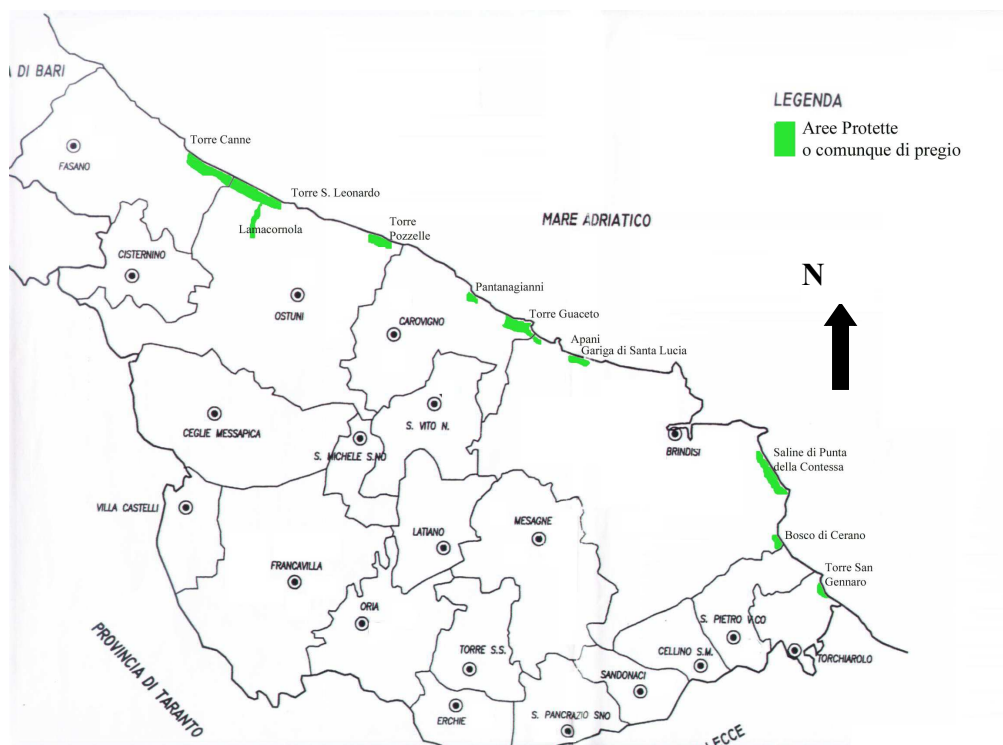 A DI BARI
LEGENDA
Aree Protette
o comunque di pregio
Torre Canne
FASANO
Torre S. Leonardo
MARE ADRIATICO
Torre
Pozzelle
Lamacornola
CISTERNINO
N
Pantanagianni
OSTUNI
Torre Guaceto
CAROVIGNO
Apani
Gariga di Santa Lucia
CEGLIE MESSAPICA
S. VITO N.
S. MICHELE S.NO
BRINDISI
Saline di Punta
della Contessa
VILLA CASTELLI
MESAGNE
LATIANO
Bosco di Cerano
FRANCAVILLA
Torre San
Gennaro
ORIA
S. PIETRO V.CO
PROVINCIA DI TARANTO
TORRE S.S.
CELLINO S.M.
TORCHIAROLO
SANDONACI
ERCHIE
S. PANCRAZIO SNO
LECCE